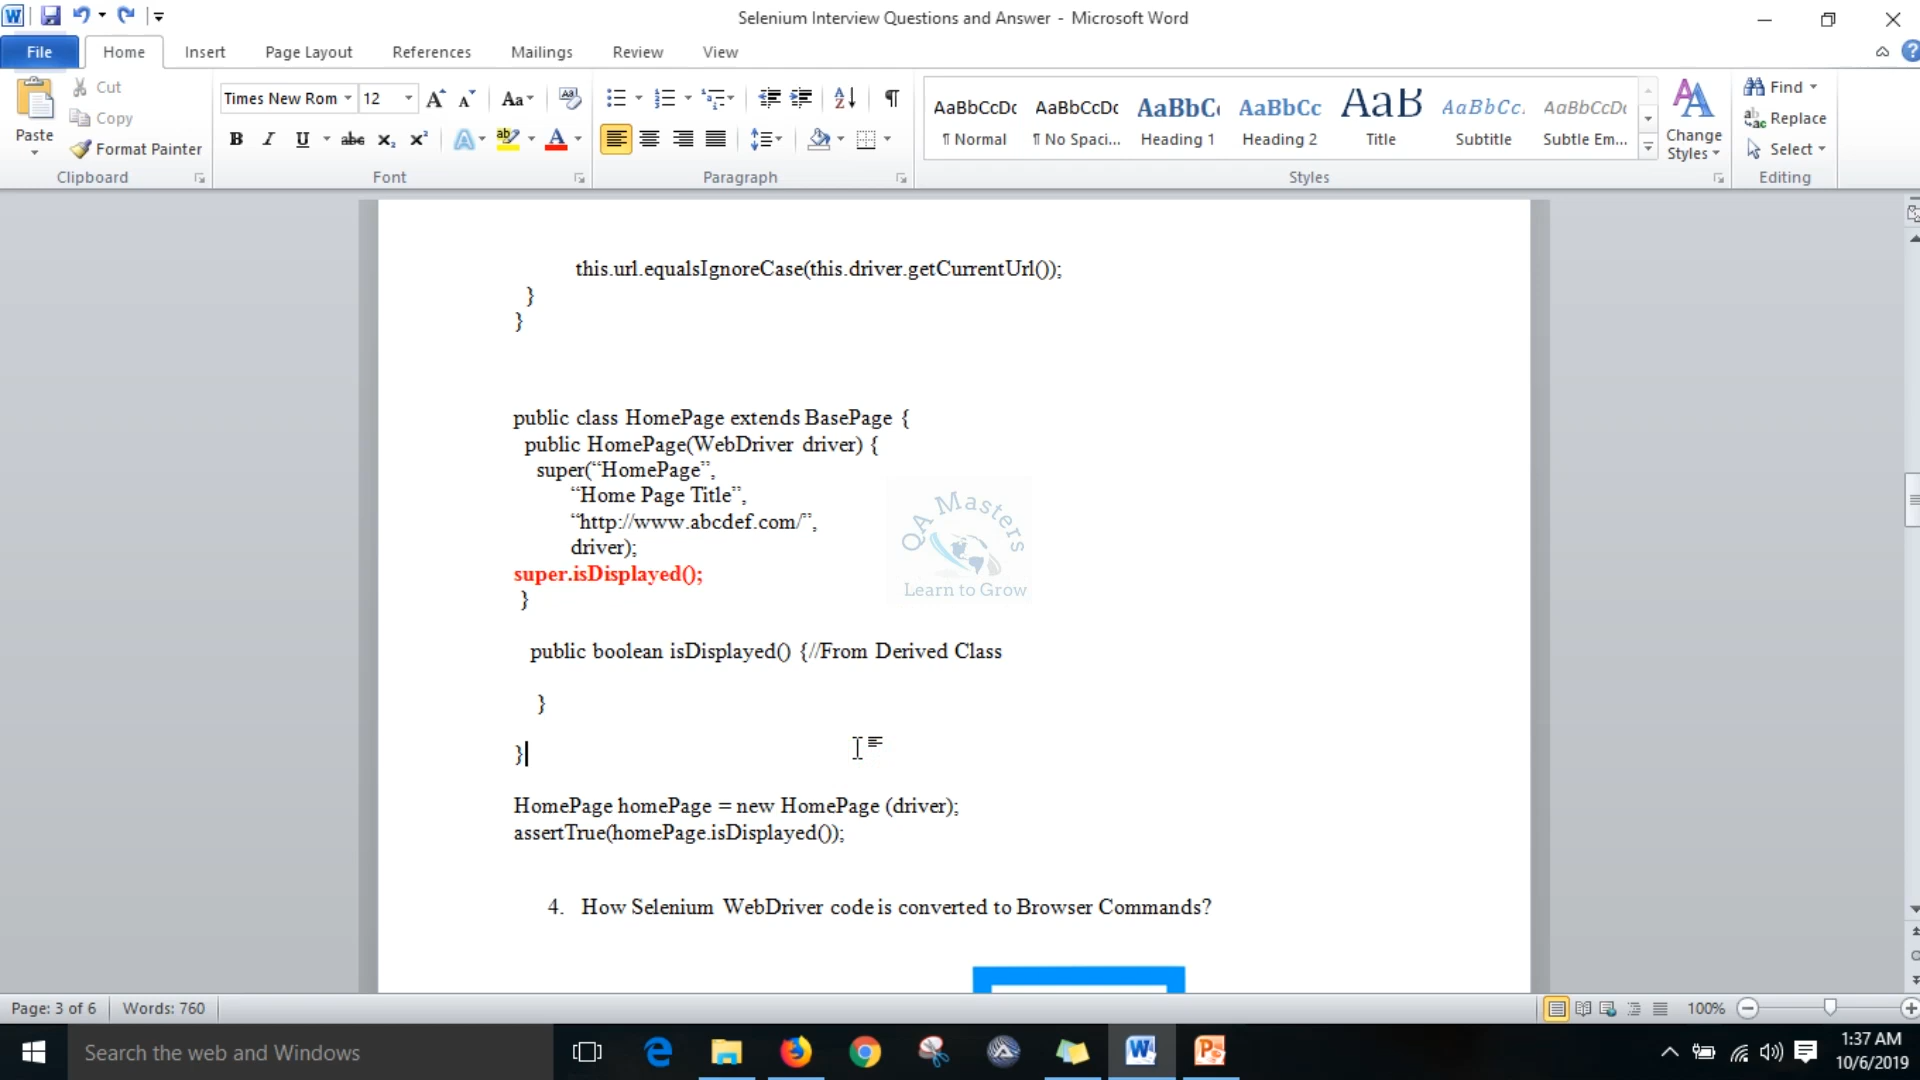 Selenium Interview Questions and Answer - Microsoft Word
File Home Insert Page Layout References Mailings Review View
Paste
Cut
Copy
Format Painter
Clipboard
Times New Rom 12
Aa
B I U abc X₂ X² A ab A
Font
Paragraph
AaBbCcDc AaBbCcDc AaBbC AaBbCc AaB AaBbCc. AaBbCcDc
¶ Normal ¶ No Spaci... Heading 1 Heading 2 Title Subtitle Subtle Em...
Change Styles
Styles
Find
Replace
Select
Editing
this.url.equalsIgnoreCase(this.driver.getCurrentUrl());
}
}
public class HomePage extends BasePage {
public HomePage(WebDriver driver) {
super(“HomePage”,
“Home Page Title”,
“http://www.abcdef.com/”,
driver);
super.isDisplayed();
}
public boolean isDisplayed() {//From Derived Class
}
}
HomePage homePage = new HomePage (driver);
assertTrue(homePage.isDisplayed());
4. How Selenium WebDriver code is converted to Browser Commands?
QA Masters
Learn to Grow
Page: 3 of 6 Words: 760 100%
Search the web and Windows
1:37 AM
10/6/2019